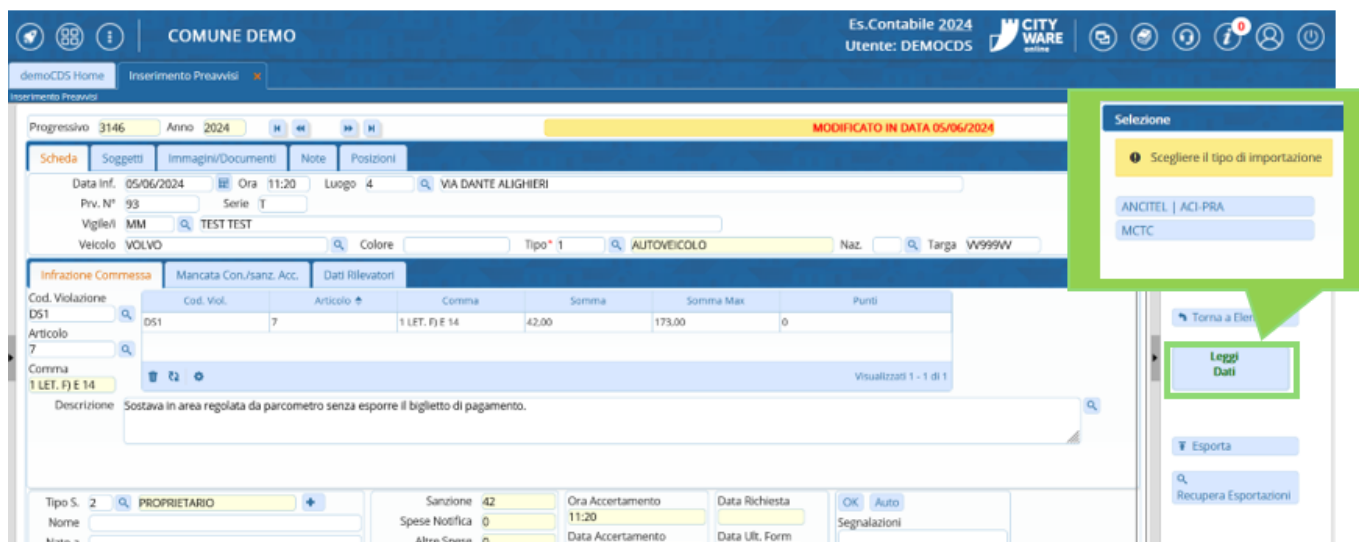 COMUNE DEMO
Es.Contabile 2024
Utente: DEMOCDS
CITY
WARE
online
0
demoCDS Home
Inserimento Preavvisi ×
Inserimento Preavvisi
Progressivo 3146 Anno 2024
MODIFICATO IN DATA 05/06/2024
Scheda Soggetti Immagini/Documenti Note Posizioni
Data Inf. 05/06/2024 Ora 11:20 Luogo 4 VIA DANTE ALIGHIERI
Prv. N° 93 Serie T
Vigile/i MM TEST TEST
Veicolo VOLVO Colore Tipo* 1 AUTOVEICOLO Naz. Targa VV999VV
Infrazione Commessa Mancata Con./sanz. Acc. Dati Rilevatori
Cod. Violazione
DS1
Articolo
7
Comma
1 LET. F) E 14
Cod. Viol. Articolo Comma Somma Somma Max Punti
DS1 7 1 LET. F) E 14 42,00 173,00 0
Visualizzati 1 - 1 di 1
Descrizione Sostava in area regolata da parcometro senza esporre il biglietto di pagamento.
Tipo S. 2 PROPRIETARIO
Nome
Nato a
Sanzione 42
Spese Notifica 0
Altre Spese 0
Ora Accertamento
11:20
Data Accertamento
Data Richiesta
Data Ult. Form
OK Auto
Segnalazioni
Selezione
Scegliere il tipo di importazione
ANCITEL | ACI-PRA
MCTC
Torna a Elen
Leggi
Dati
Esporta
Recupera Esportazioni